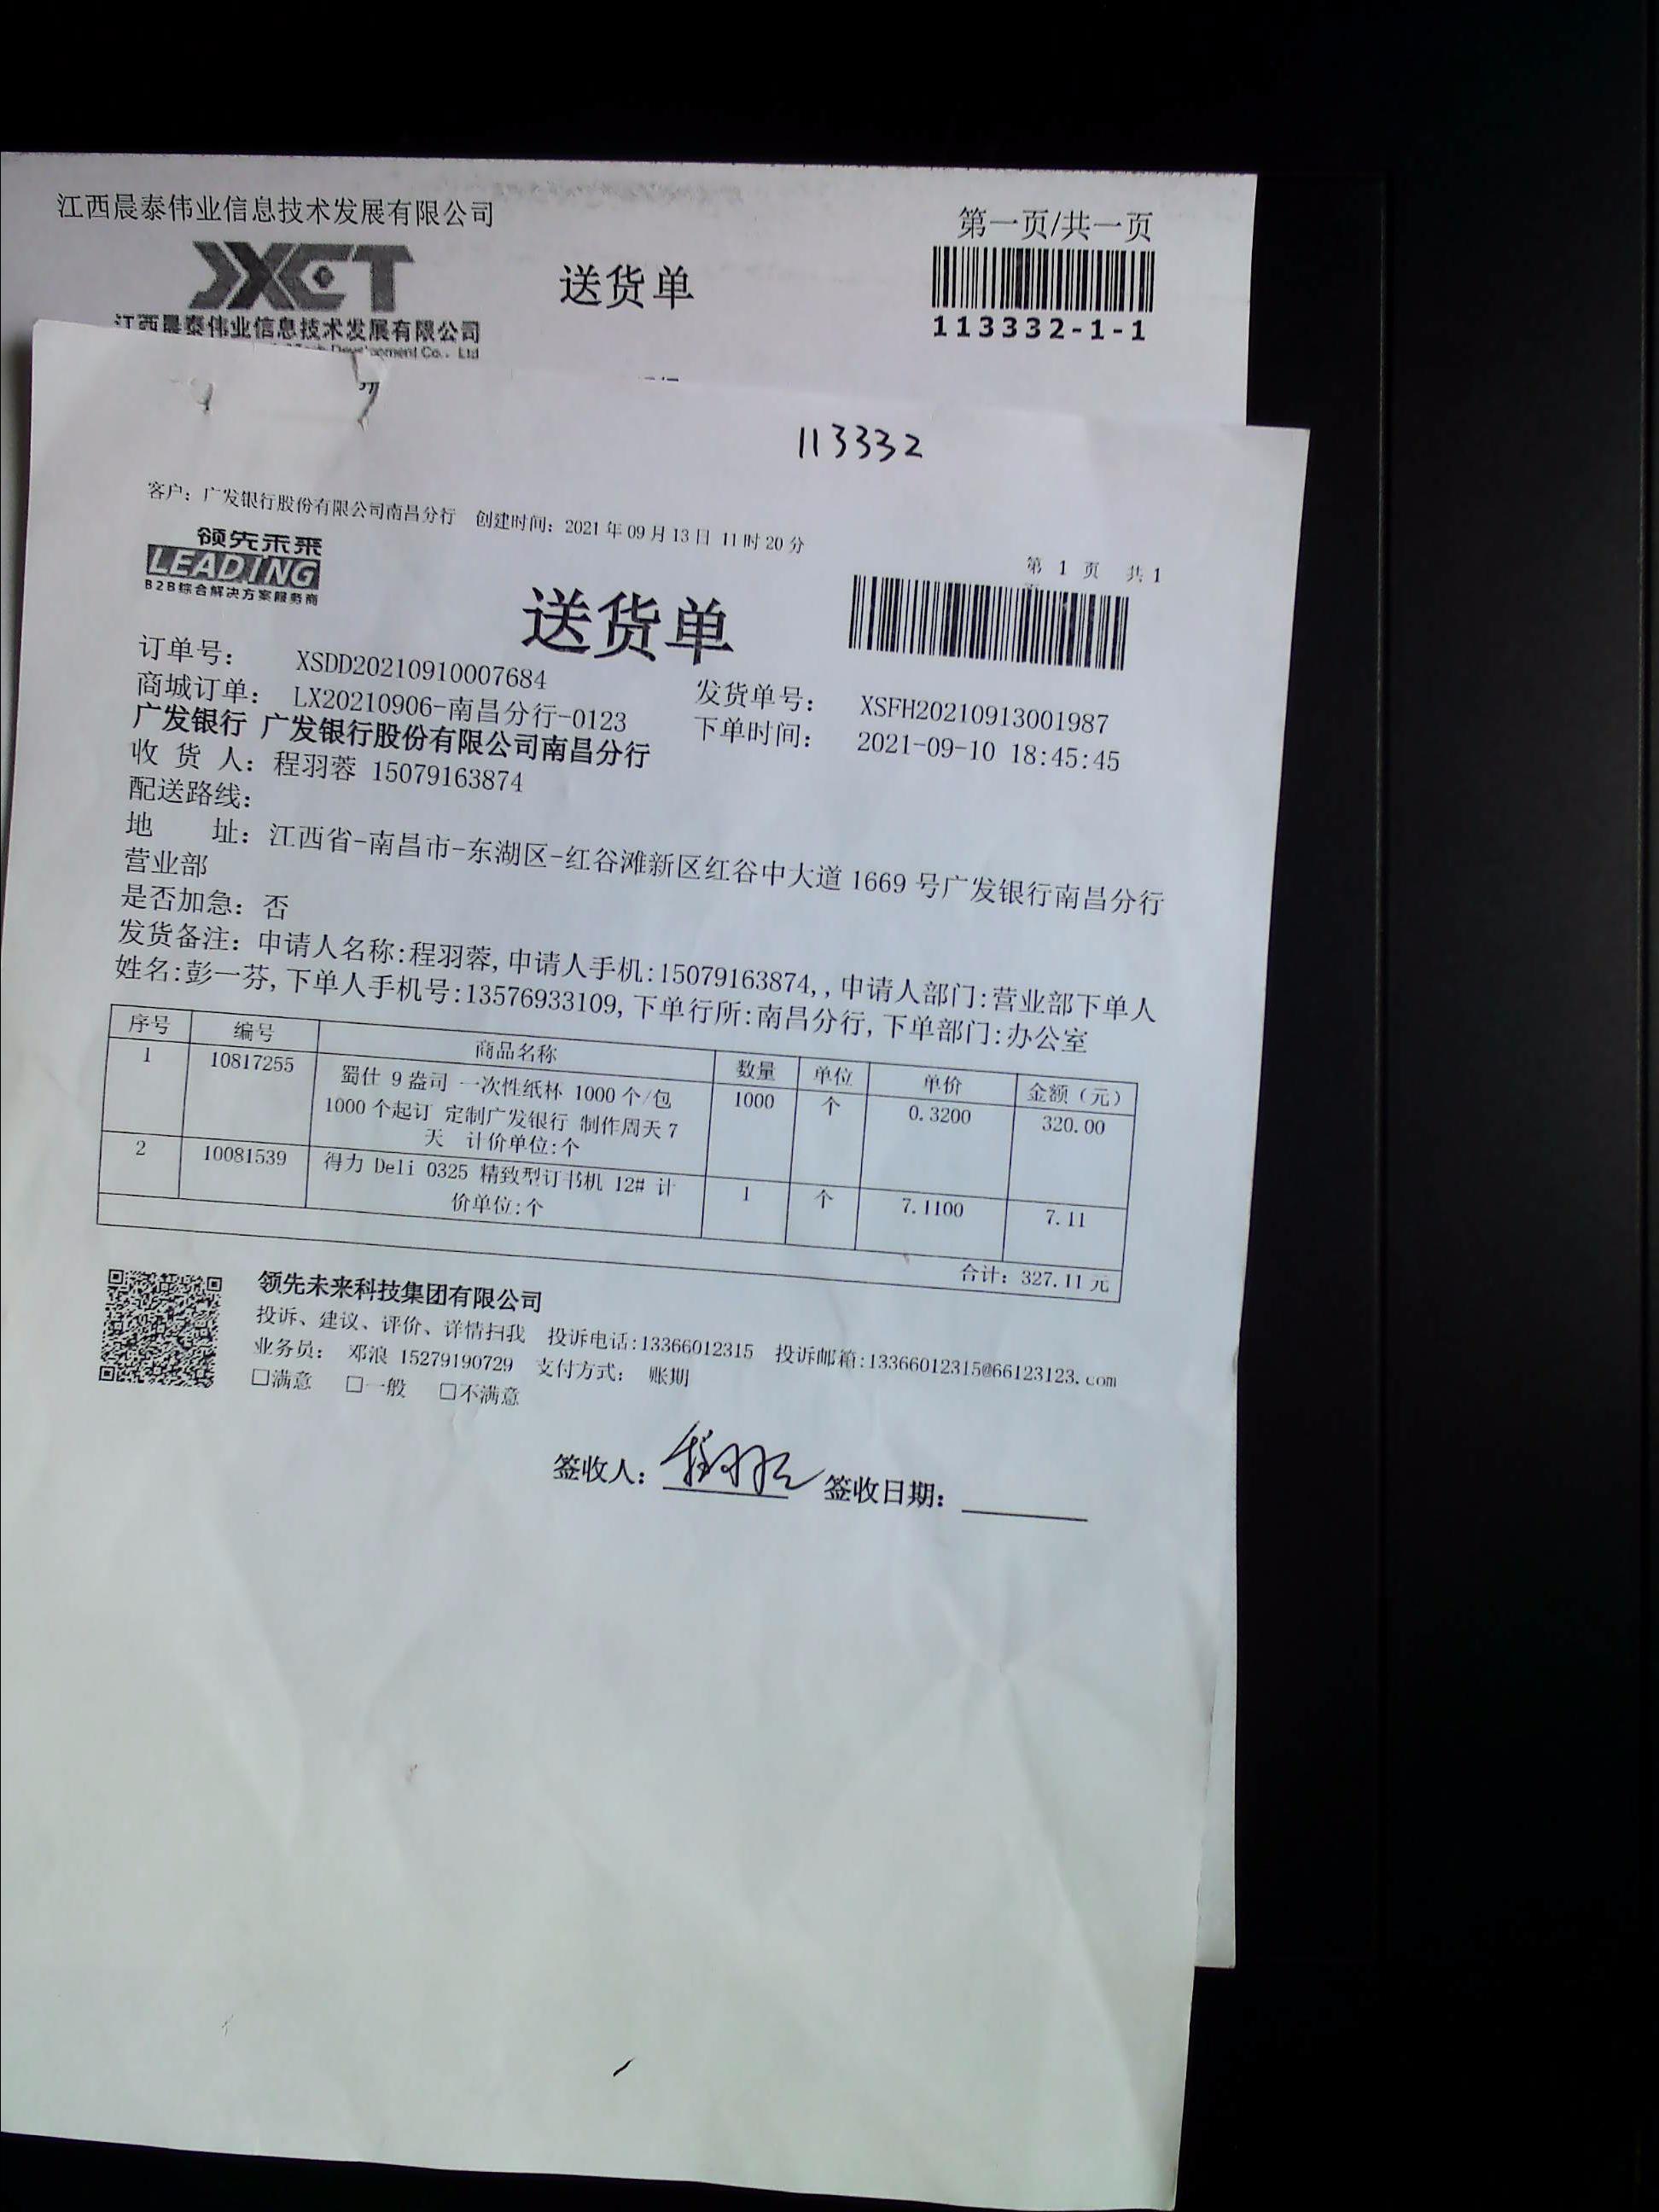 江西晨泰伟业信息技术发展有限公司
第一页/共一页
JXCT
送货单
江西晨泰伟业信息技术发展有限公司
113332-1-1
Development Co., Ltd
113332
客户：广发银行股份有限公司南昌分行 创建时间：2021年09月13日 11时20分
领先未来
LEADING
B2B综合解决方案服务商
第 1 页 共1
页
送货单
订单号： XSDD20210910007684
发货单号： XSFH20210913001987
商城订单： LX20210906-南昌分行-0123
下单时间： 2021-09-10 18:45:45
广发银行 广发银行股份有限公司南昌分行
收 货 人：程羽蓉 15079163874
配送路线：
地 址：江西省-南昌市-东湖区-红谷滩新区红谷中大道1669号广发银行南昌分行
营业部
是否加急：否
发货备注：申请人名称:程羽蓉,申请人手机:15079163874,,申请人部门:营业部下单人
姓名:彭一芬,下单人手机号:13576933109,下单行所:南昌分行,下单部门:办公室
序号 编号 商品名称 数量 单位 单价 金额（元）
1 10817255 蜀仕 9盎司 一次性纸杯 1000个/包 1000 个 0.3200 320.00
1000个起订 定制广发银行 制作周天7
天 计价单位:个
2 10081539 得力 Deli 0325 精致型订书机 12# 计 1 个 7.1100 7.11
价单位:个
合计：327.11元
领先未来科技集团有限公司
投诉、建议、评价、详情扫我 投诉电话:13366012315 投诉邮箱:13366012315@66123123.com
业务员： 邓浪 15279190729 支付方式： 账期
□满意 □一般 □不满意
签收人： 签收日期：